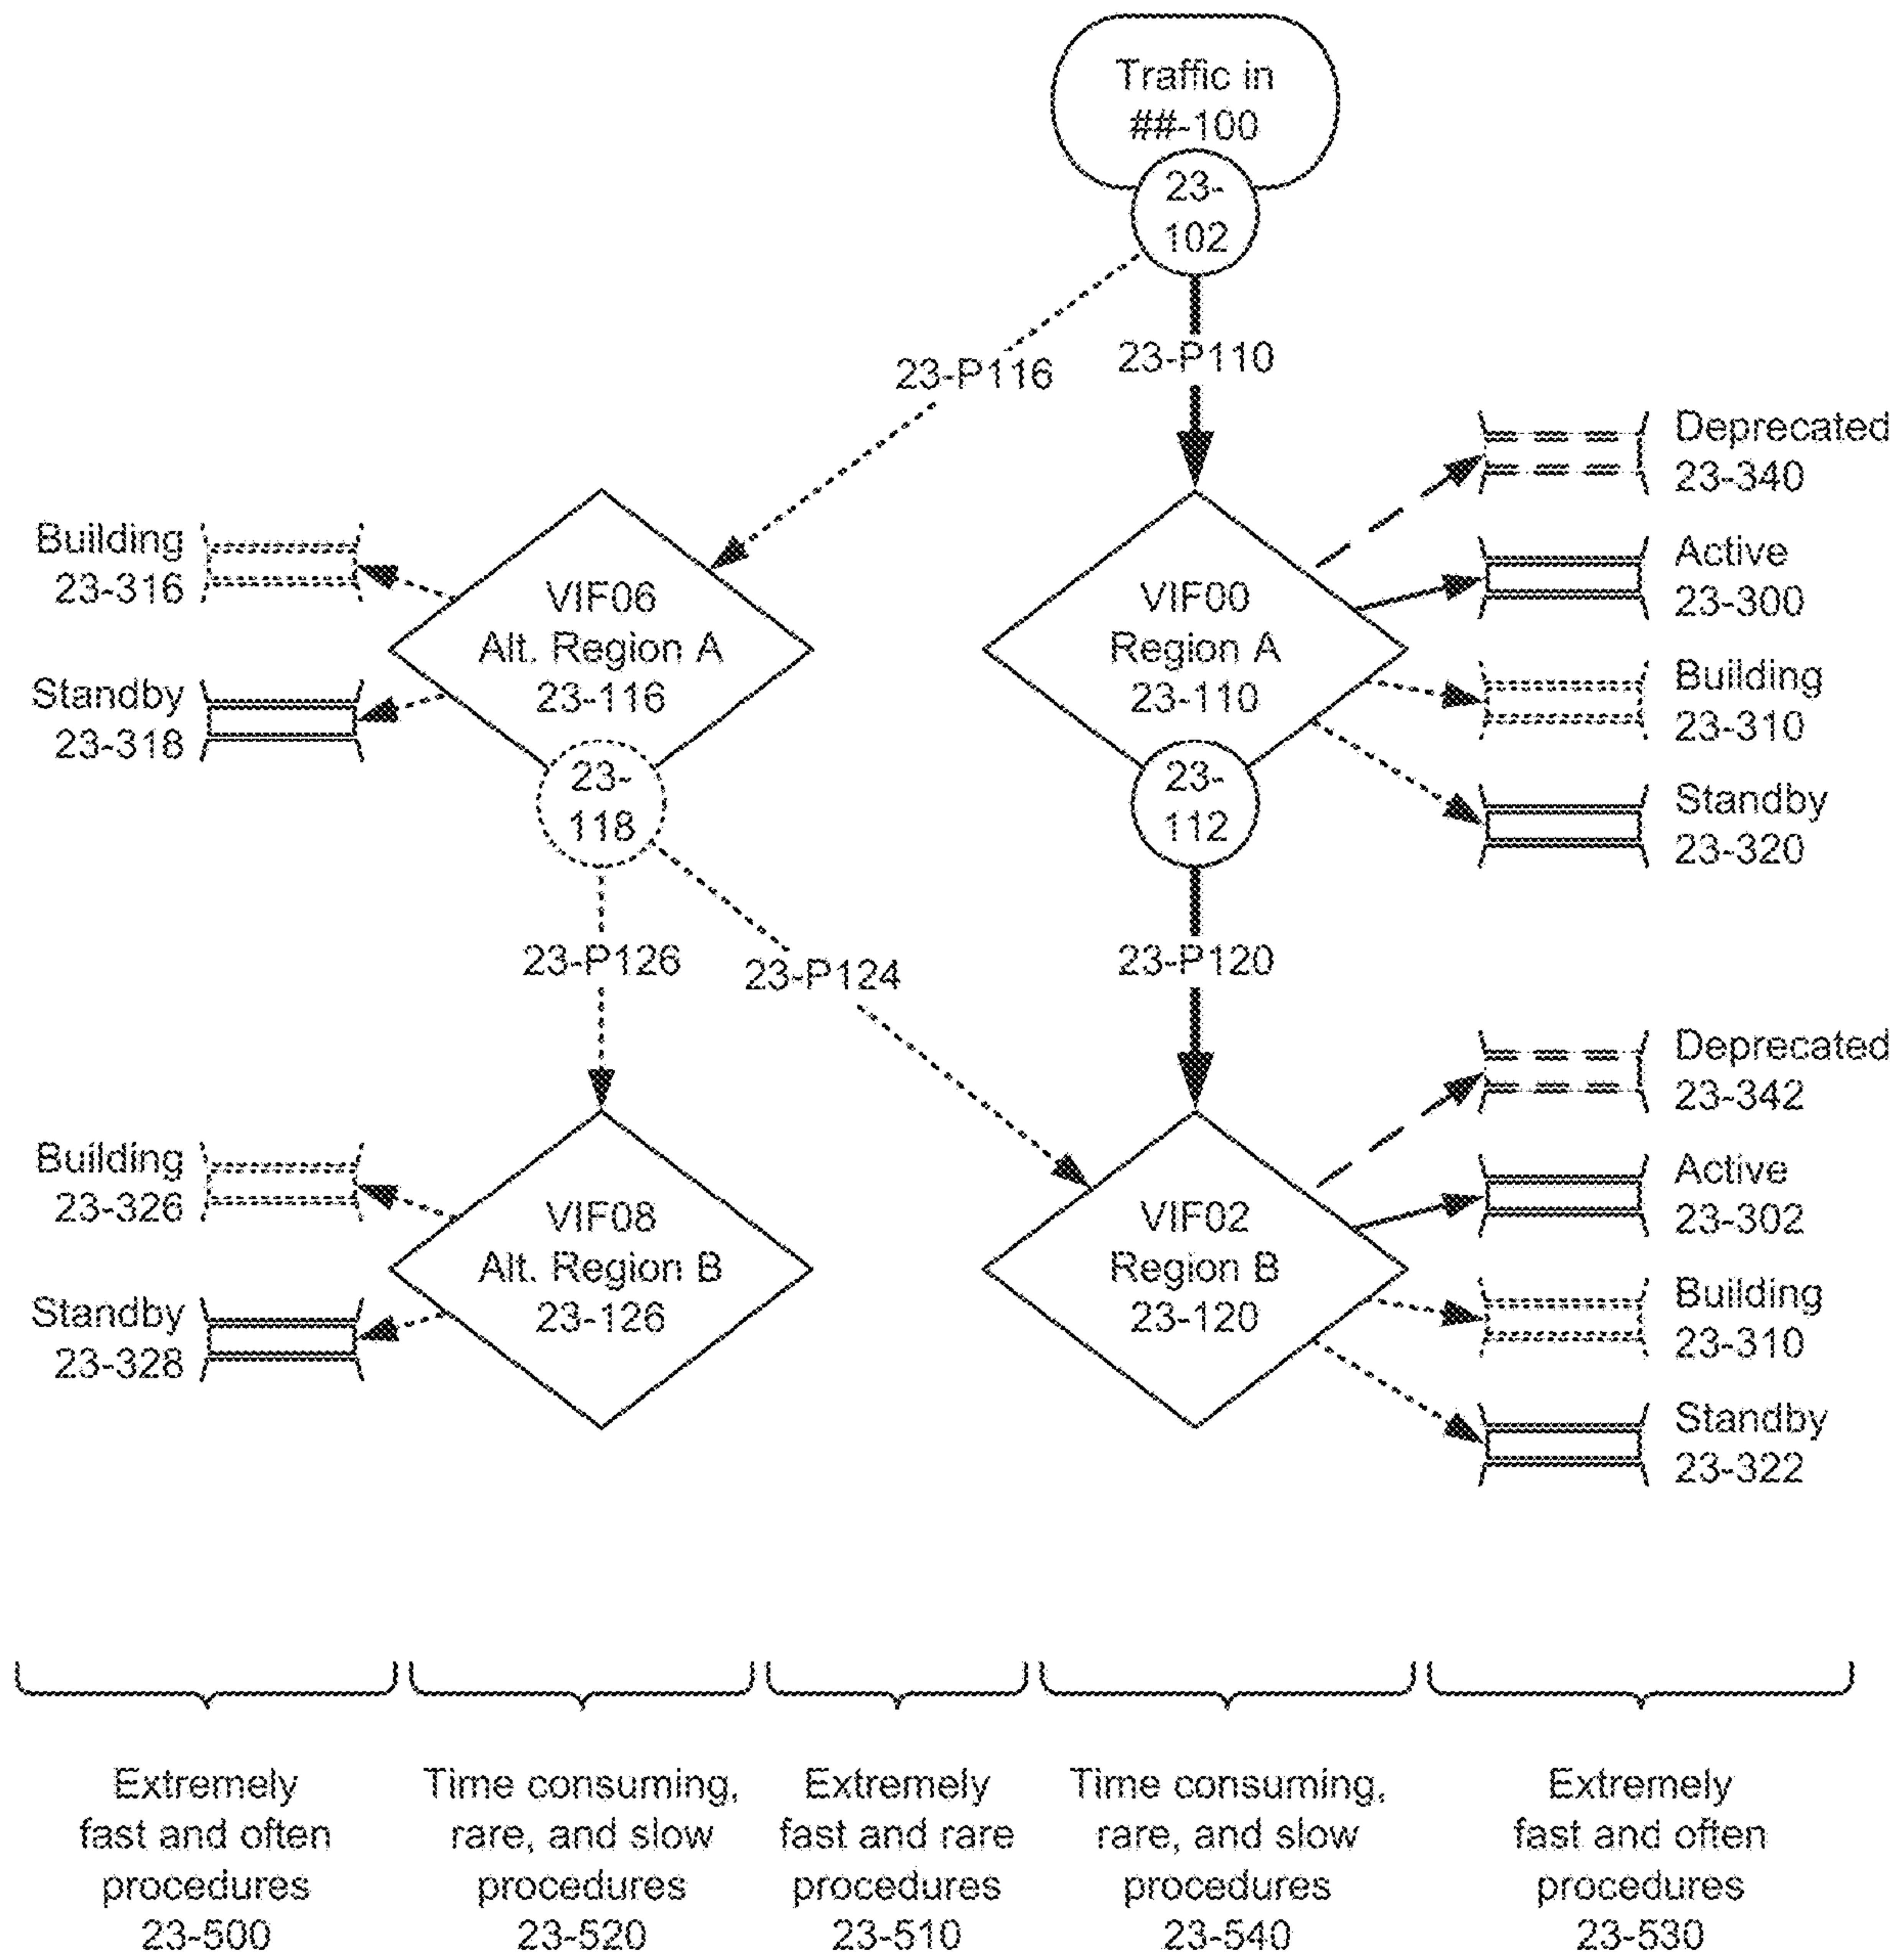 Traffic in
##-100
23-
102
23-P116
23-P110
Deprecated
23-340
Active
23-300
Building
23-310
Standby
23-320
Building
23-316
Standby
23-318
VIF06
Alt. Region A
23-116
VIF00
Region A
23-110
23-
118
23-
112
23-P126
23-P124
23-P120
Deprecated
23-342
Active
23-302
Building
23-310
Standby
23-322
Building
23-326
Standby
23-328
VIF08
Alt. Region B
23-126
VIF02
Region B
23-120
Extremely
fast and often
procedures
23-500
Time consuming,
rare, and slow
procedures
23-520
Extremely
fast and rare
procedures
23-510
Time consuming,
rare, and slow
procedures
23-540
Extremely
fast and often
procedures
23-530